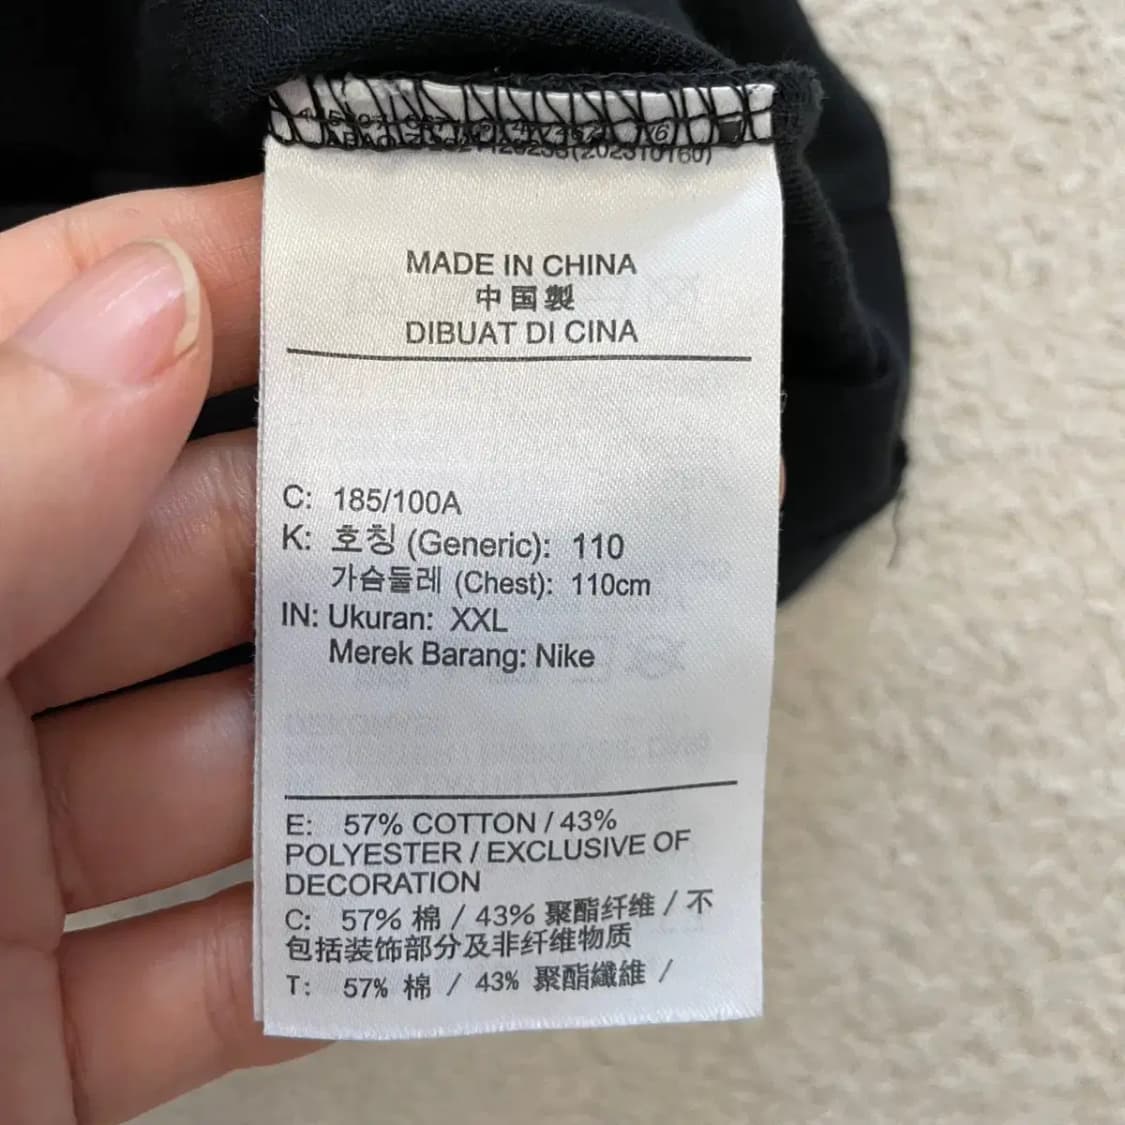 (202310160)
MADE IN CHINA
中国製
DIBUAT DI CINA
C: 185/100A
K: 호칭 (Generic): 110
가슴둘레 (Chest): 110cm
IN: Ukuran: XXL
Merek Barang: Nike
E: 57% COTTON / 43%
POLYESTER / EXCLUSIVE OF
DECORATION
C: 57% 棉 / 43% 聚酯纤维 / 不
包括装饰部分及非纤维物质
T: 57% 棉 / 43% 聚酯纖維 /